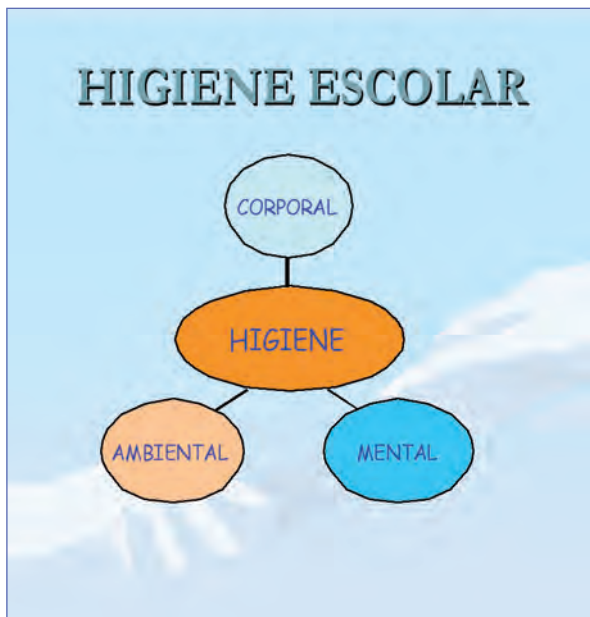 HIGIENE ESCOLAR
CORPORAL
HIGIENE
AMBIENTAL
MENTAL